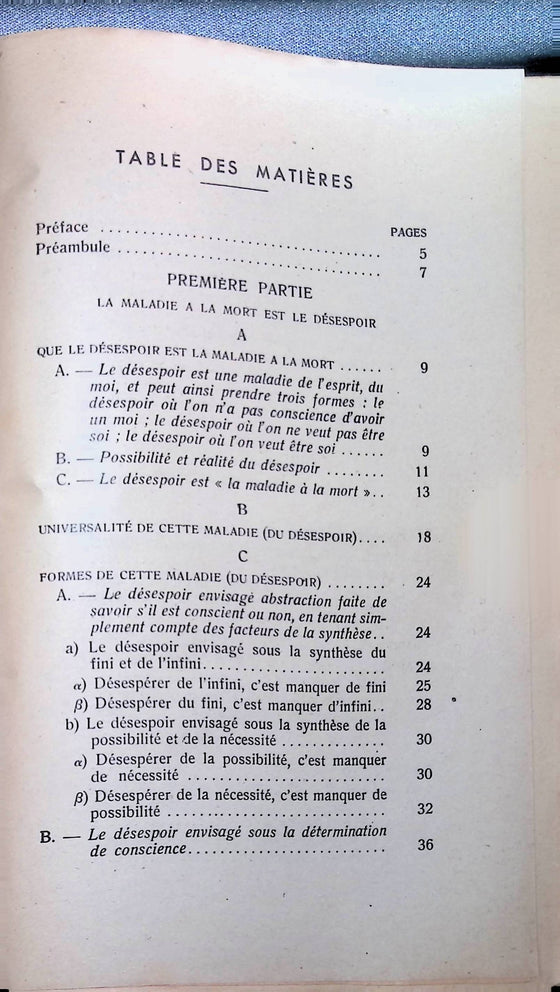 TABLE DES MATIÈRES
PAGES
Préface .................................. 5
Préambule ................................ 7
PREMIÈRE PARTIE
LA MALADIE A LA MORT EST LE DÉSESPOIR
A
QUE LE DÉSESPOIR EST LA MALADIE A LA MORT ...... 9
A. — Le désespoir est une maladie de l'esprit, du
moi, et peut ainsi prendre trois formes : le
désespoir où l'on n'a pas conscience d'avoir
un moi ; le désespoir où l'on ne veut pas être
soi ; le désespoir où l'on veut être soi ...... 9
B. — Possibilité et réalité du désespoir ........ 11
C. — Le désespoir est « la maladie à la mort ».. 13
B
UNIVERSALITÉ DE CETTE MALADIE (DU DÉSESPOIR).... 18
C
FORMES DE CETTE MALADIE (DU DÉSESPOIR) ........ 24
A. — Le désespoir envisagé abstraction faite de
savoir s'il est conscient ou non, en tenant sim-
plement compte des facteurs de la synthèse.. 24
a) Le désespoir envisagé sous la synthèse du
fini et de l'infini........................ 24
α) Désespérer de l'infini, c'est manquer de fini 25
β) Désespérer du fini, c'est manquer d'infini.. 28
b) Le désespoir envisagé sous la synthèse de la
possibilité et de la nécessité ............. 30
α) Désespérer de la possibilité, c'est manquer
de nécessité .......................... 30
β) Désespérer de la nécessité, c'est manquer de
possibilité ............................ 32
B. — Le désespoir envisagé sous la détermination
de conscience.......................... 36